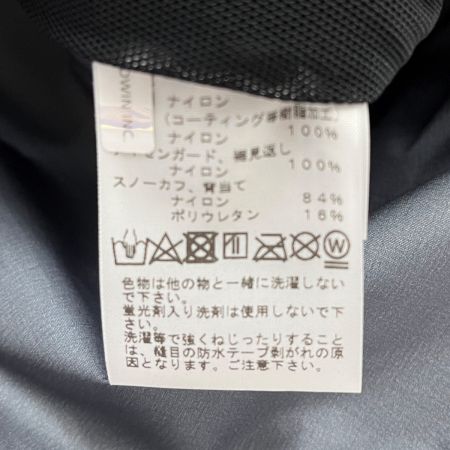 DWIN INC
ナイロン
(コーティング等樹脂加工)
ナイロン 100%
ガード、裾見返し
ナイロン 100%
スノーカフ、背当て
ナイロン 84%
ポリウレタン 16%
W
色物は他の物と一緒に洗濯しない
で下さい。
蛍光剤入り洗剤は使用しないで下
さい。
洗濯等で強くねじったりすること
は、縫目の防水テープ剥がれの原
因となります。ご注意下さい。